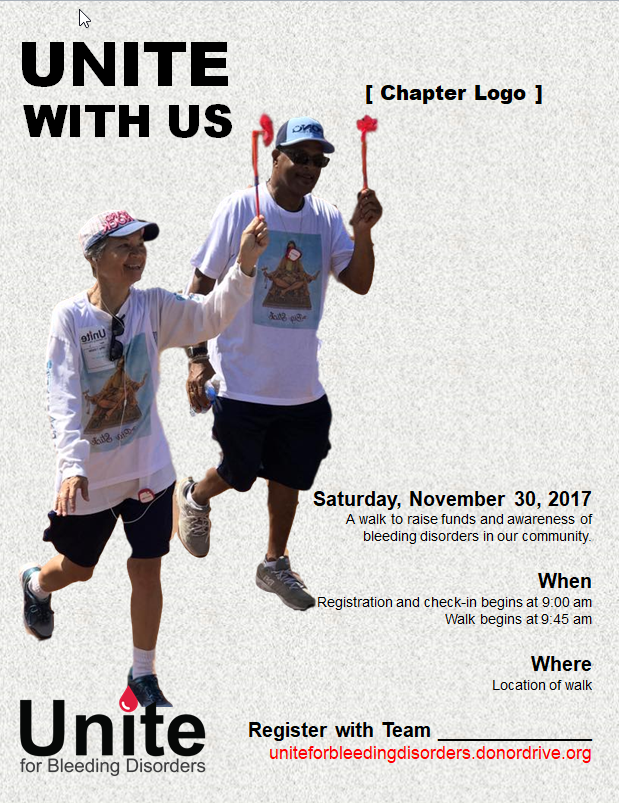 UNITE
WITH US
[ Chapter Logo ]
Unite
Saturday, November 30, 2017
A walk to raise funds and awareness of
bleeding disorders in our community.
When
Registration and check-in begins at 9:00 am
Walk begins at 9:45 am
Where
Location of walk
Unite
for Bleeding Disorders
Register with Team _______________
uniteforbleedingdisorders.donordrive.org